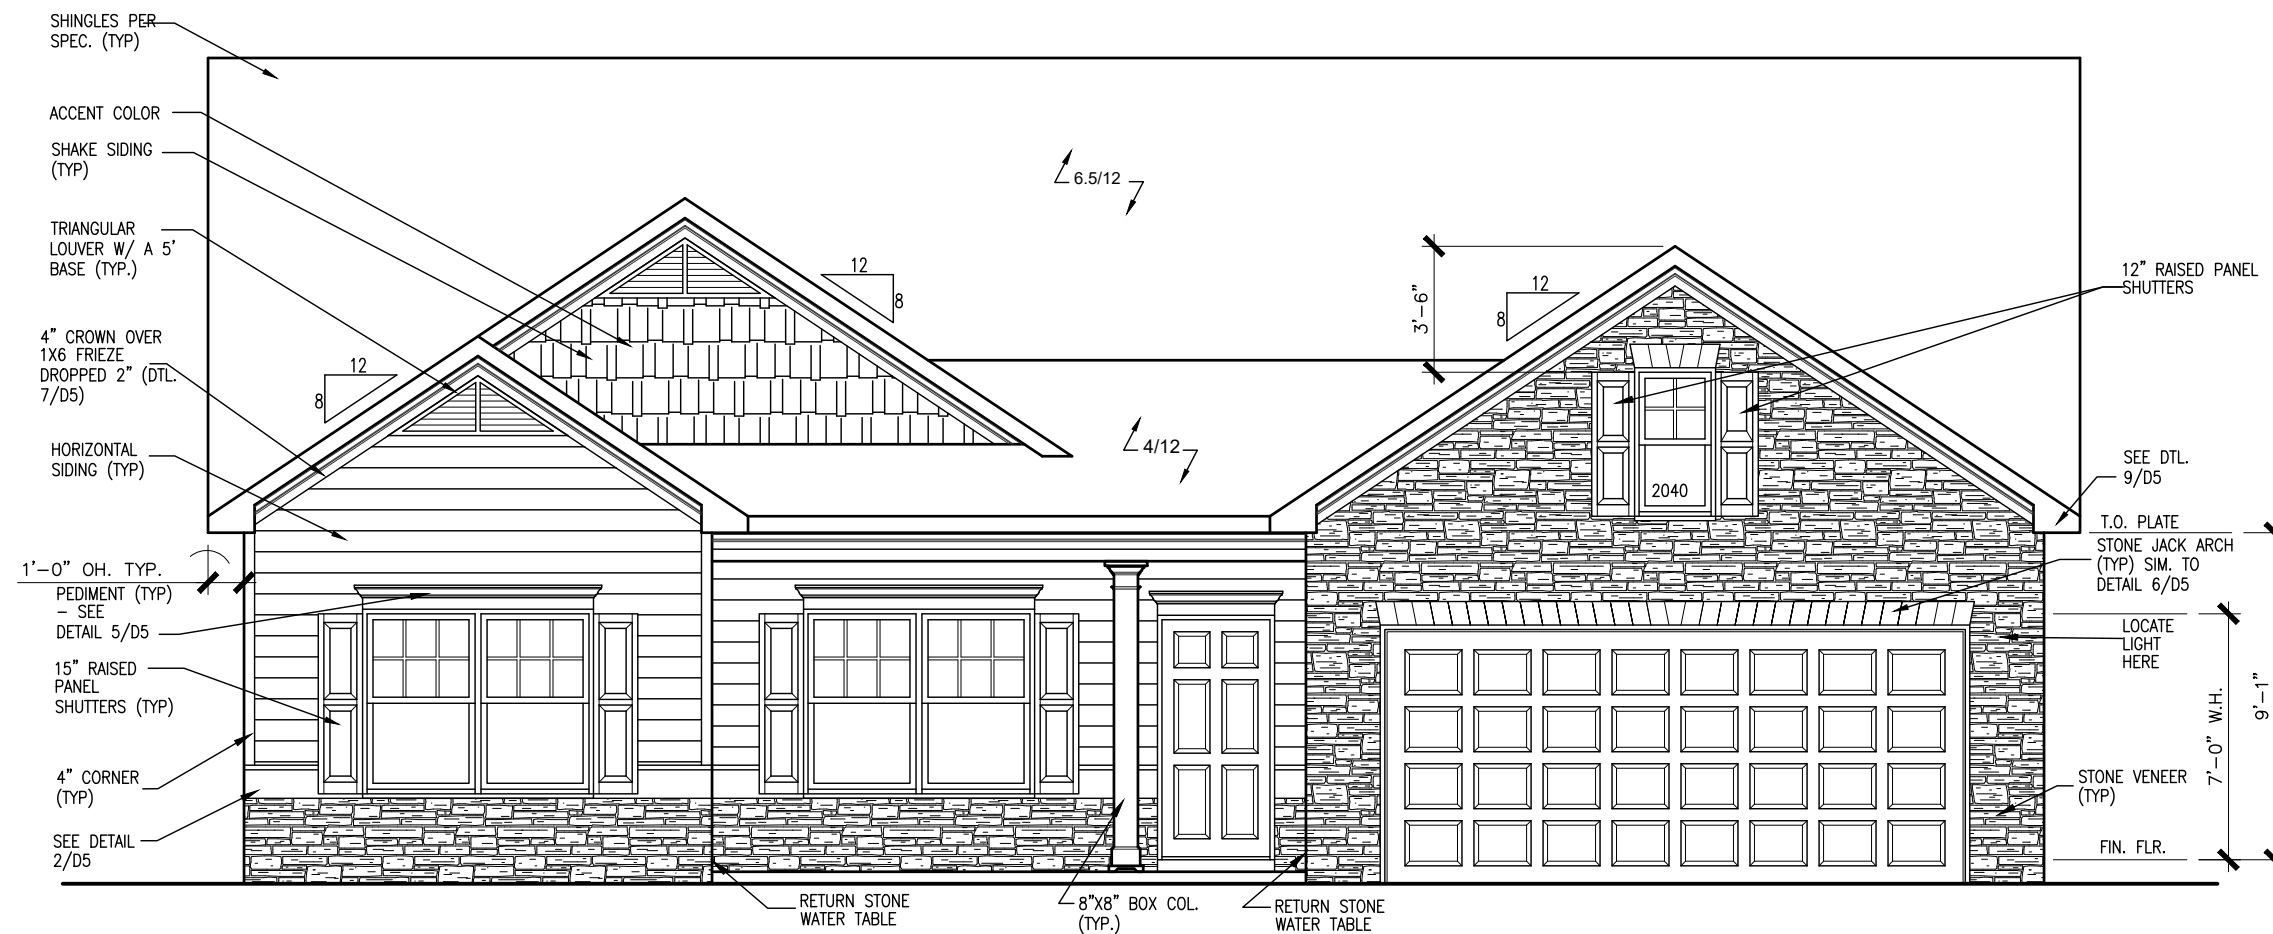 SHINGLES PER
SPEC. (TYP)
ACCENT COLOR
SHAKE SIDING
(TYP)
TRIANGULAR
LOUVER W/ A 5'
BASE (TYP.)
4" CROWN OVER
1X6 FRIEZE
DROPPED 2" (DTL.
7/D5)
HORIZONTAL
SIDING (TYP)
1'-0" OH. TYP.
PEDIMENT (TYP)
- SEE
DETAIL 5/D5
15" RAISED
PANEL
SHUTTERS (TYP)
4" CORNER
(TYP)
SEE DETAIL
2/D5
12
8
12
8
6.5/12
4/12
3'-6"
12
8
2040
12" RAISED PANEL
SHUTTERS
SEE DTL.
9/D5
T.O. PLATE
STONE JACK ARCH
(TYP) SIM. TO
DETAIL 6/D5
LOCATE
LIGHT
HERE
7'-0" W.H.
9'-1"
STONE VENEER
(TYP)
FIN. FLR.
RETURN STONE
WATER TABLE
8"X8" BOX COL.
(TYP.)
RETURN STONE
WATER TABLE